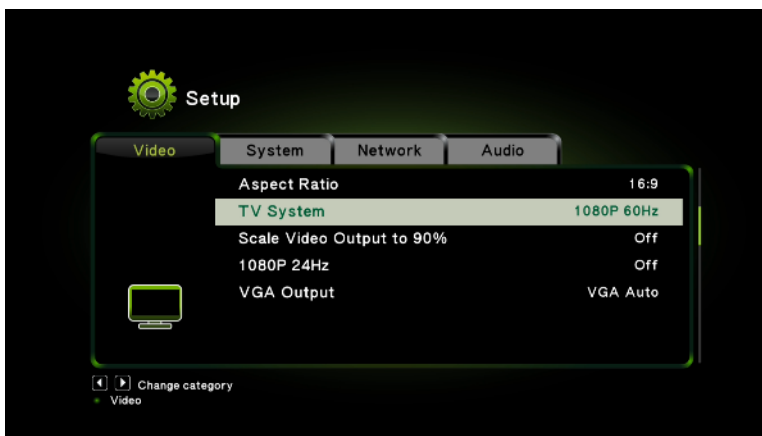 Setup
Video System Network Audio
Aspect Ratio 16:9
TV System 1080P 60Hz
Scale Video Output to 90% Off
1080P 24Hz Off
VGA Output VGA Auto
Change category
Video